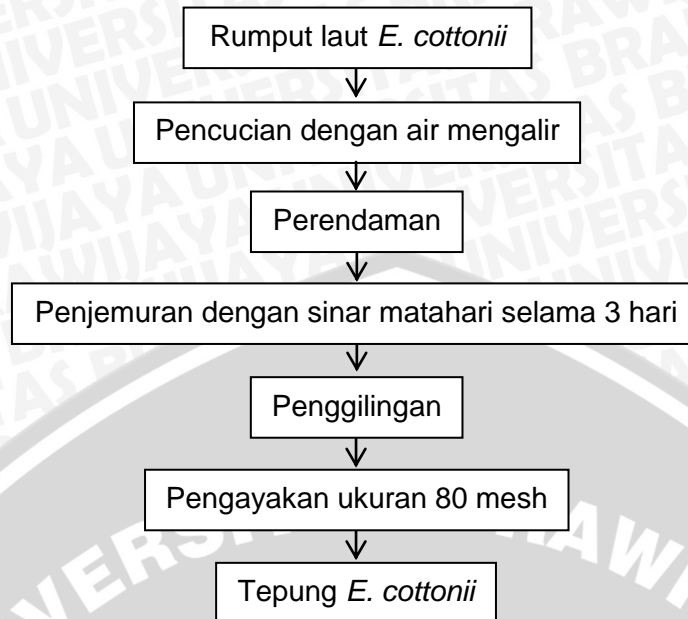 Rumput laut E. cottonii
Pencucian dengan air mengalir
Perendaman
Penjemuran dengan sinar matahari selama 3 hari
Penggilingan
Pengayakan ukuran 80 mesh
Tepung E. cottonii